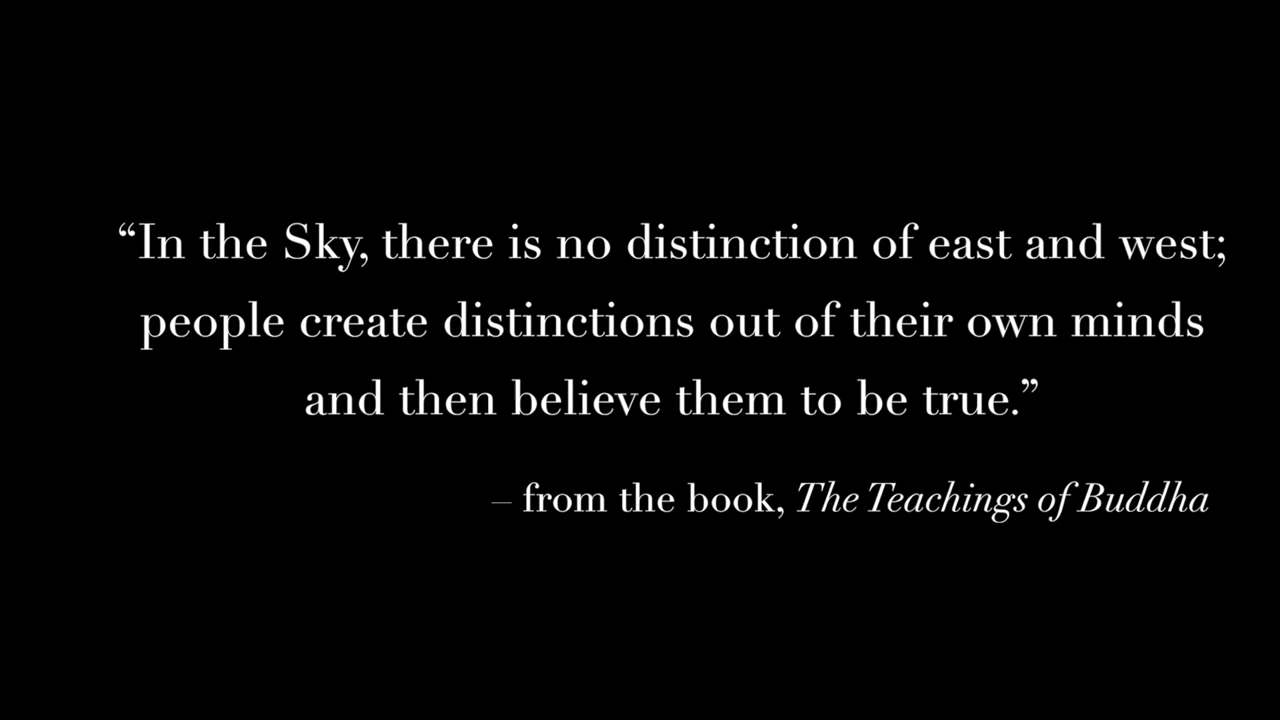 “In the Sky, there is no distinction of east and west;
people create distinctions out of their own minds
and then believe them to be true.”
– from the book, The Teachings of Buddha